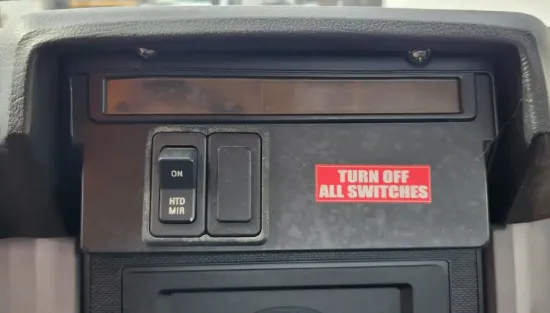 ON
HTD
MIR
TURN OFF
ALL SWITCHES